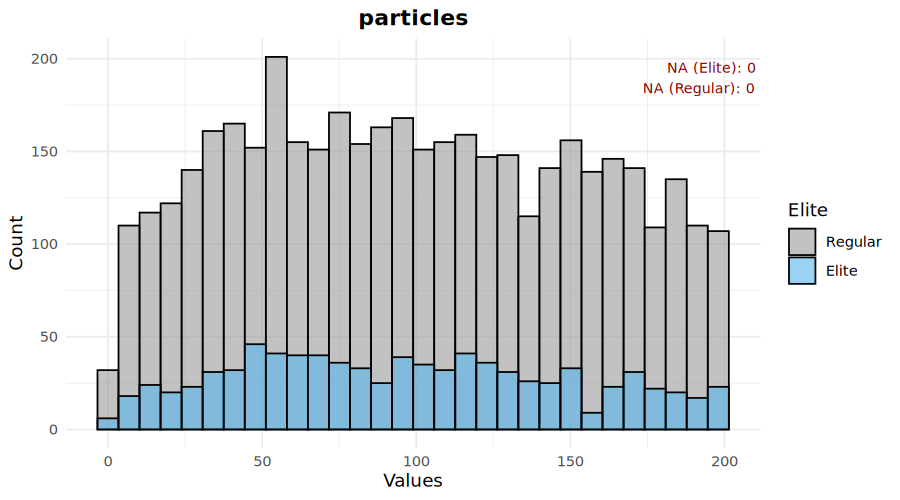 particles
NA (Elite): 0
NA (Regular): 0
Count
200
150
100
50
0
0 50 100 150 200
Values
Elite
Regular
Elite